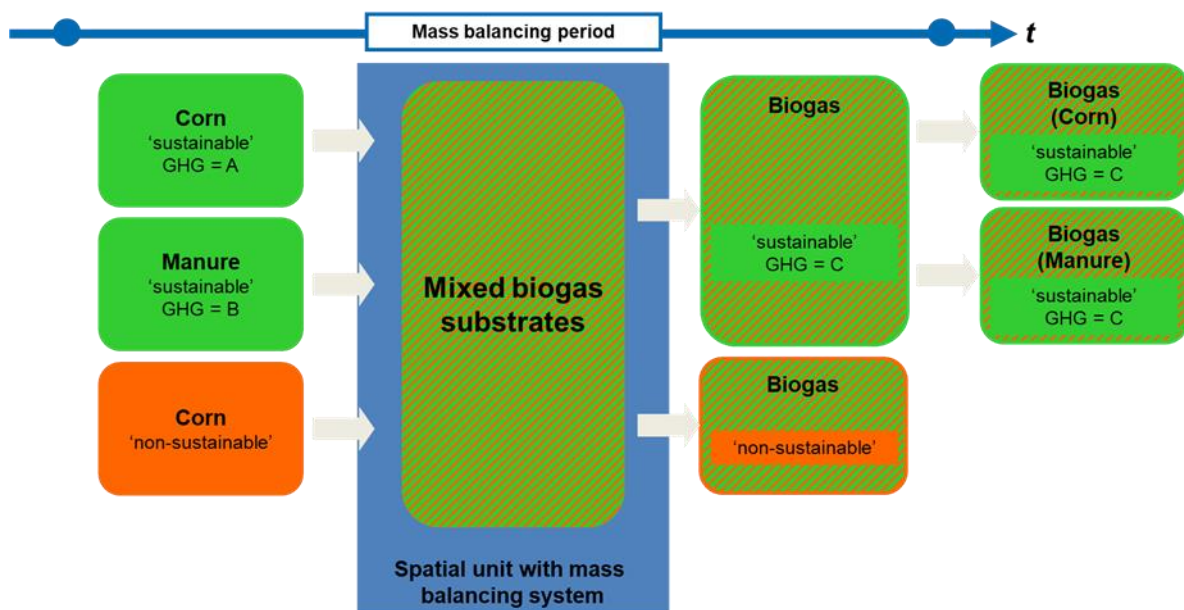 Mass balancing period
t
Corn
‘sustainable’
GHG = A
Manure
‘sustainable’
GHG = B
Corn
‘non-sustainable’
Mixed biogas
substrates
Spatial unit with mass
balancing system
Biogas
‘sustainable’
GHG = C
Biogas
‘non-sustainable’
Biogas
(Corn)
‘sustainable’
GHG = C
Biogas
(Manure)
‘sustainable’
GHG = C